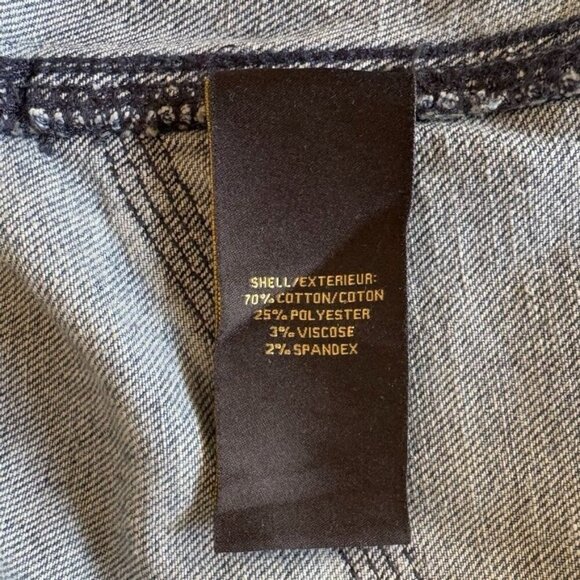 SHELL/EXTERIEUR:
70% COTTON/COTON
25% POLYESTER
3% VISCOSE
2% SPANDEX